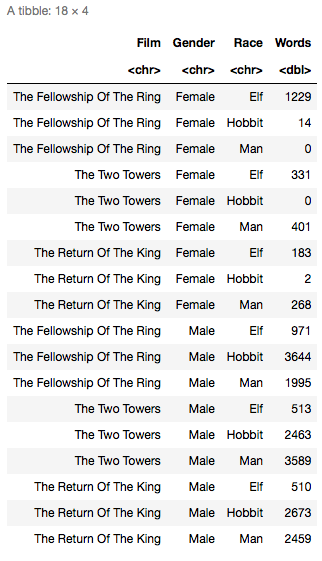 A tibble: 18 × 4
Film Gender Race Words
<chr> <chr> <chr> <dbl>
The Fellowship Of The Ring Female Elf 1229
The Fellowship Of The Ring Female Hobbit 14
The Fellowship Of The Ring Female Man 0
The Two Towers Female Elf 331
The Two Towers Female Hobbit 0
The Two Towers Female Man 401
The Return Of The King Female Elf 183
The Return Of The King Female Hobbit 2
The Return Of The King Female Man 268
The Fellowship Of The Ring Male Elf 971
The Fellowship Of The Ring Male Hobbit 3644
The Fellowship Of The Ring Male Man 1995
The Two Towers Male Elf 513
The Two Towers Male Hobbit 2463
The Two Towers Male Man 3589
The Return Of The King Male Elf 510
The Return Of The King Male Hobbit 2673
The Return Of The King Male Man 2459